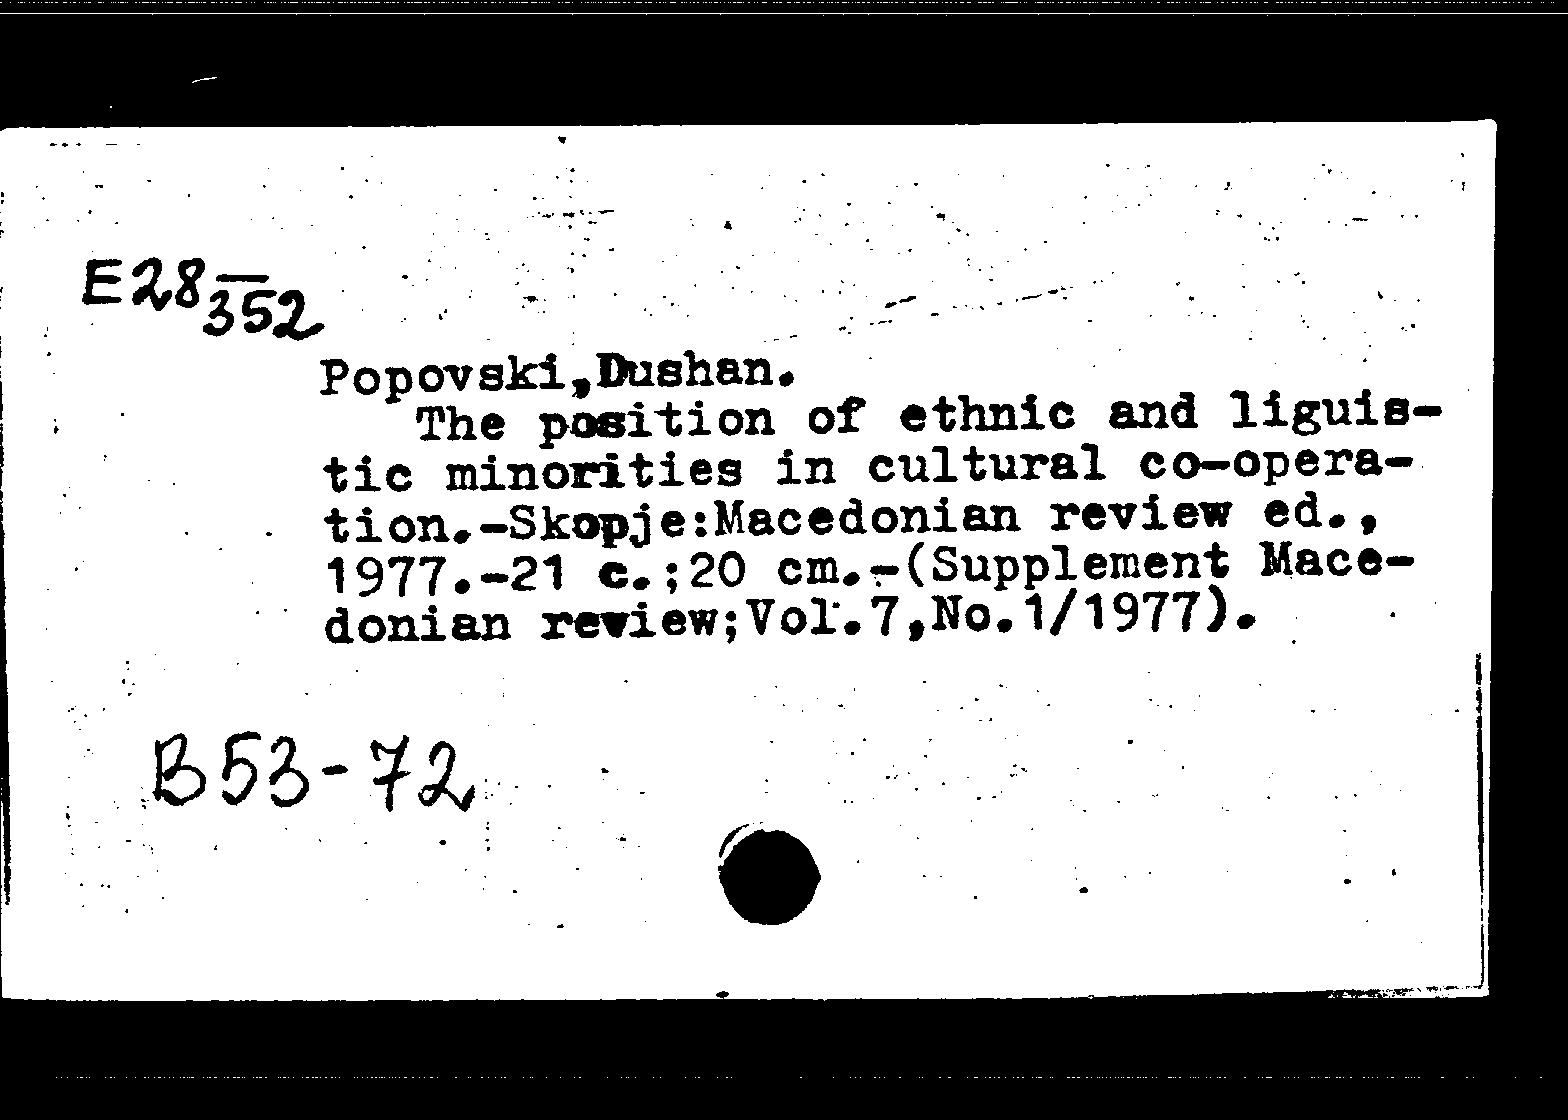 E28-352
Popovski,Dushan.
The position of ethnic and liguis-
tic minorities in cultural co-opera-
tion.-Skopje:Macedonian review ed.,
1977.-21 c.;20 cm.-(Supplement Mace-
donian review;Vol.7,No.1/1977).
B53-72